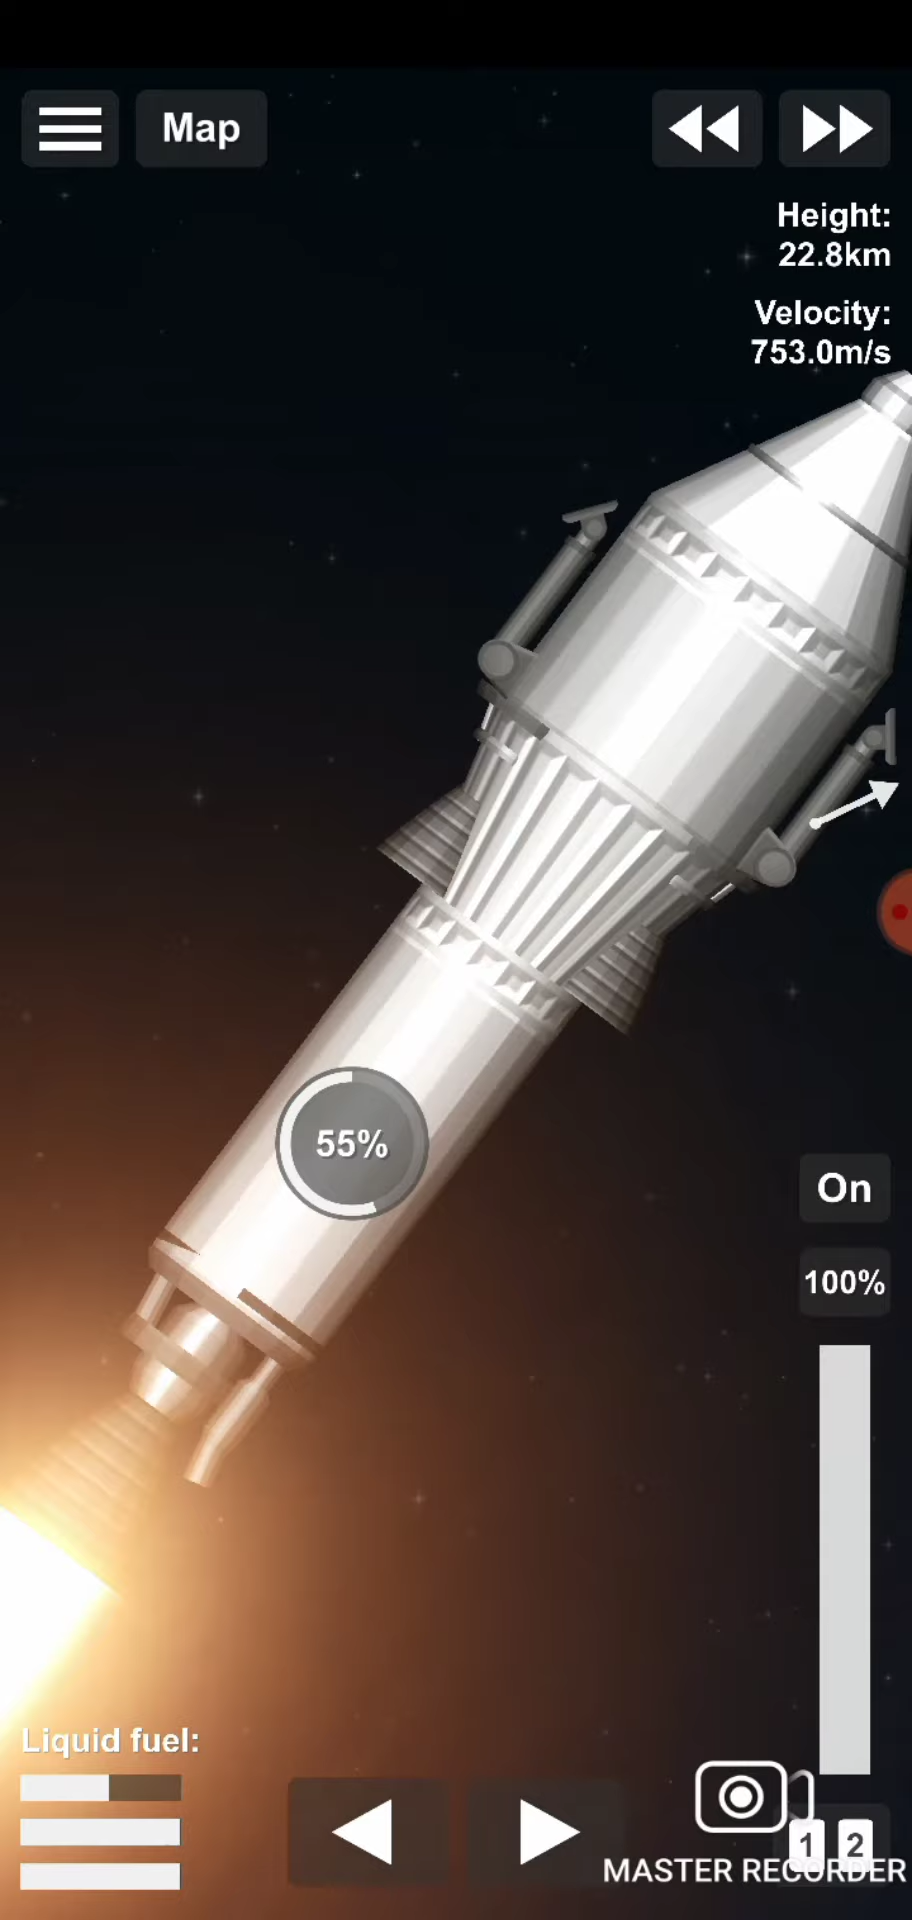 Map
Height:
22.8km
Velocity:
753.0m/s
55%
On
100%
Liquid fuel:
1 2
MASTER RECORDER